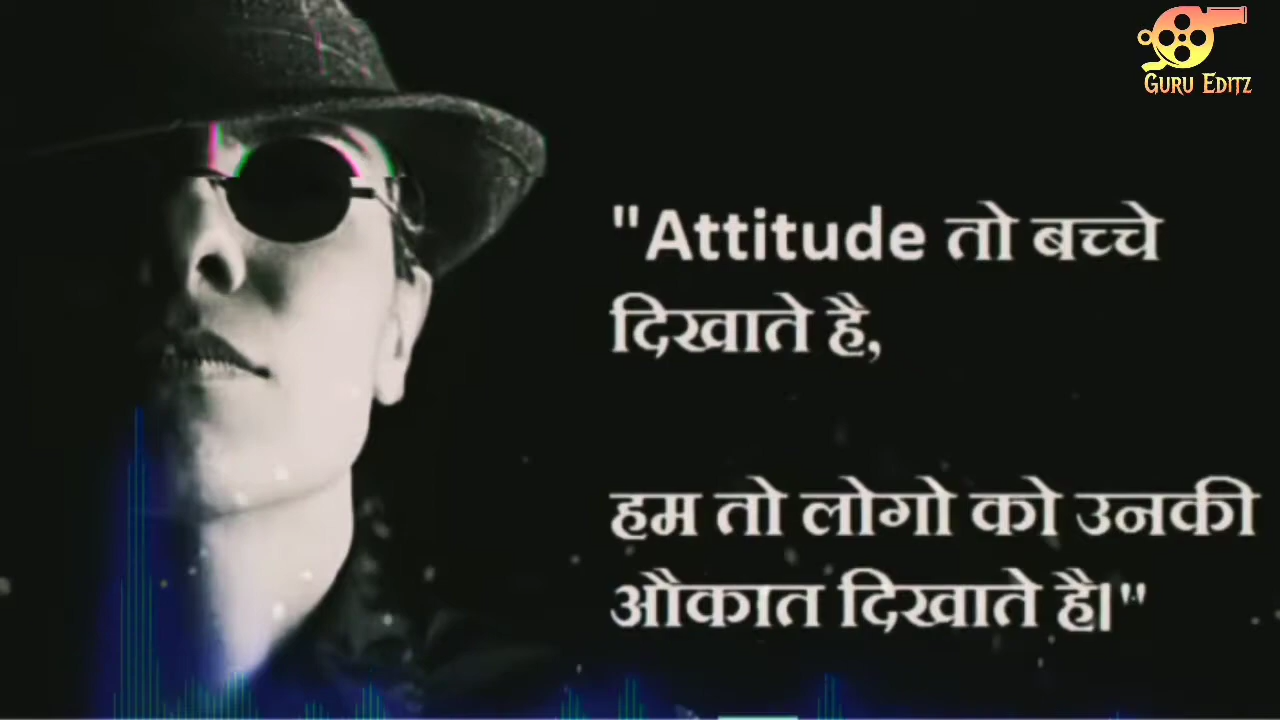 GURU EDITZ
"Attitude तो बच्चे
दिखाते है,
हम तो लोगो को उनकी
औकात दिखाते है।"